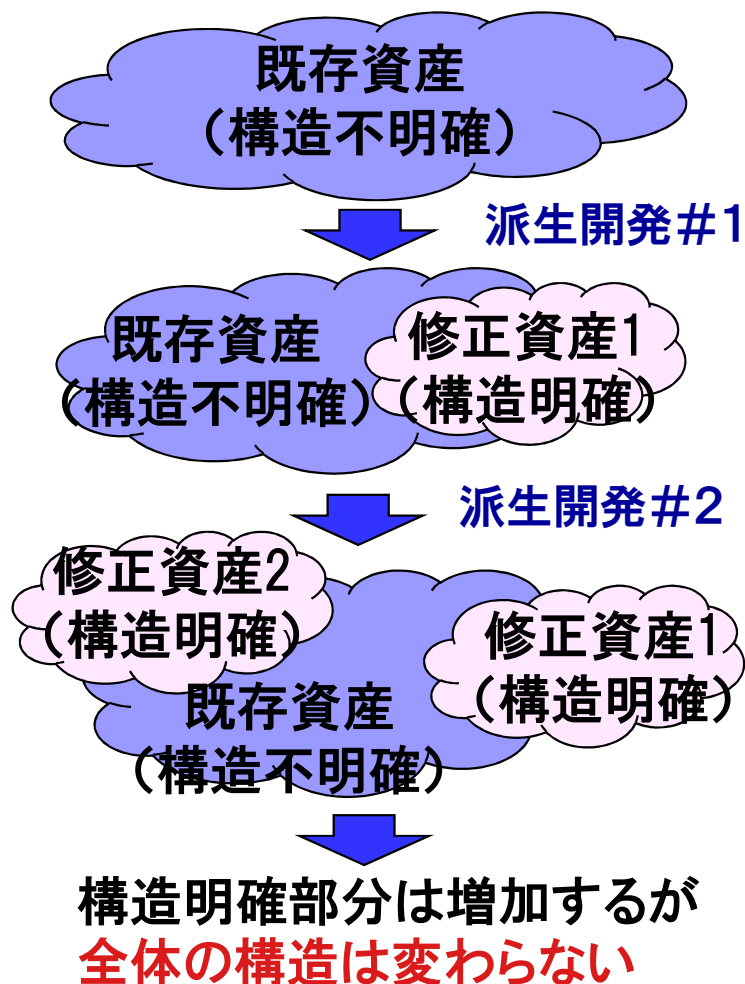 既存資産
（構造不明確）
派生開発＃1
既存資産
（構造不明確）
修正資産1
（構造明確）
派生開発＃2
修正資産2
（構造明確）
修正資産1
（構造明確）
既存資産
（構造不明確）
構造明確部分は増加するが
全体の構造は変わらない